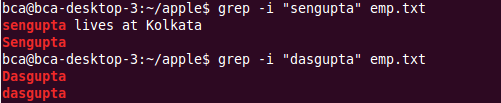 bca@bca-desktop-3:~/apple$ grep -i "sengupta" emp.txt
sengupta lives at Kolkata
Sengupta
bca@bca-desktop-3:~/apple$ grep -i "dasgupta" emp.txt
Dasgupta
dasgupta